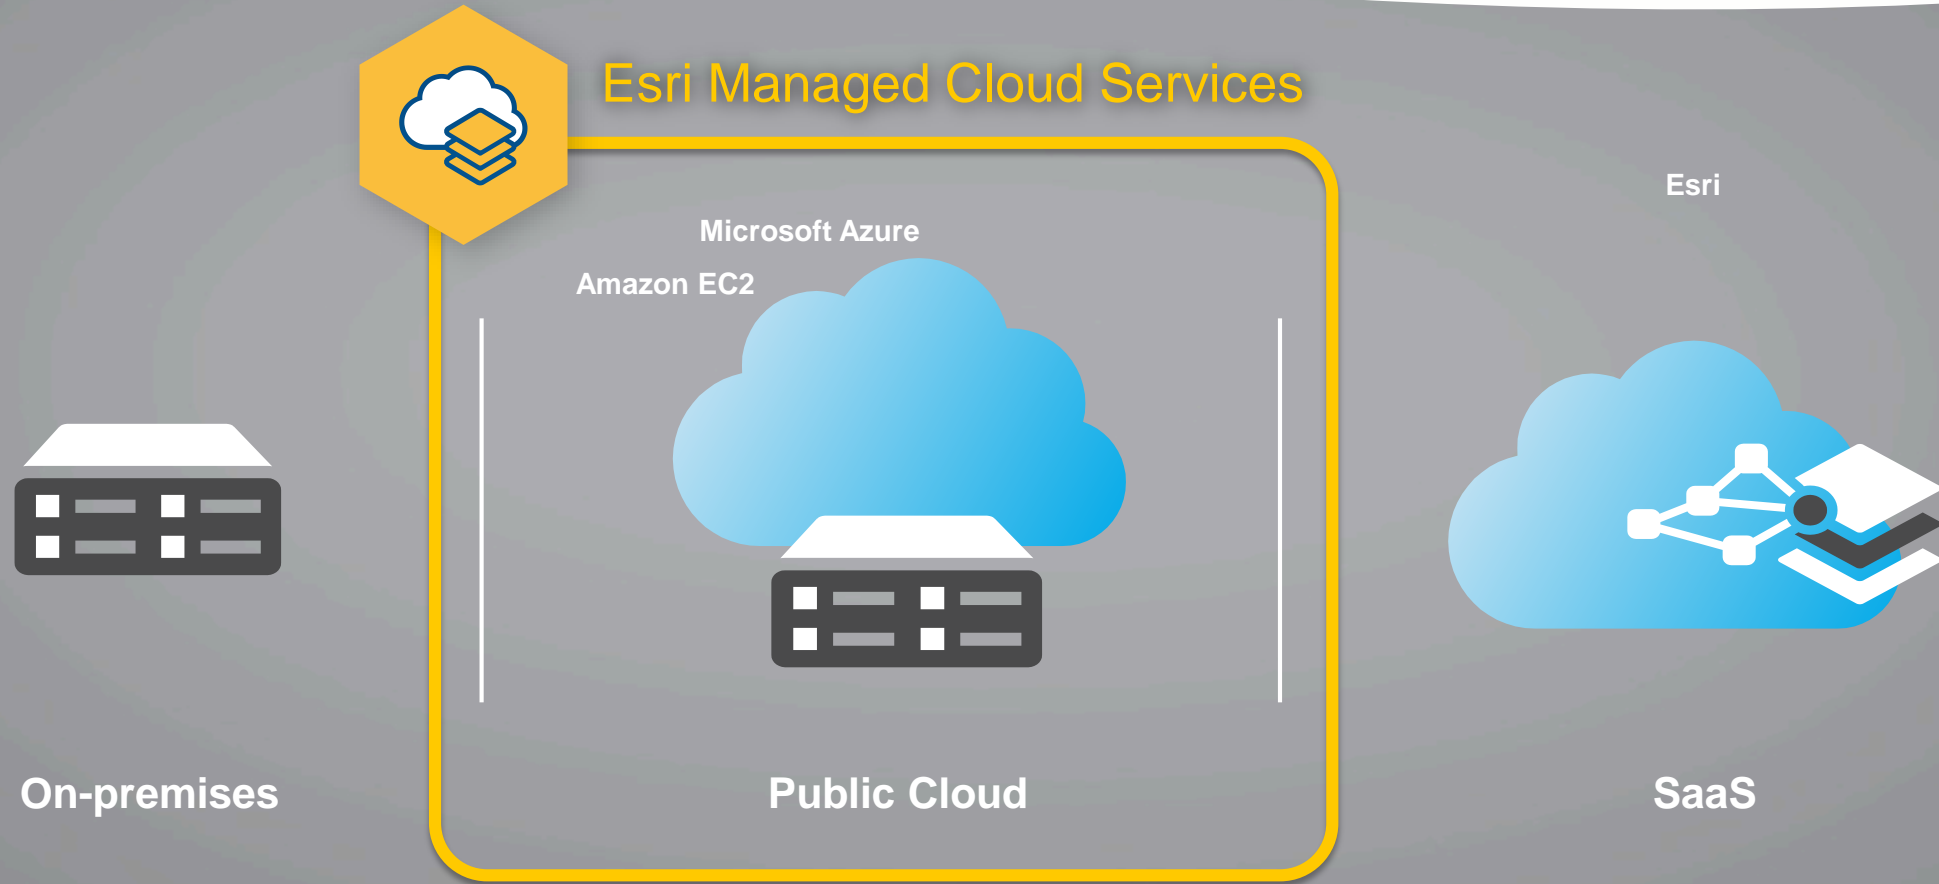 Esri Managed Cloud Services
Esri
Microsoft Azure
Amazon EC2
On-premises
Public Cloud
SaaS